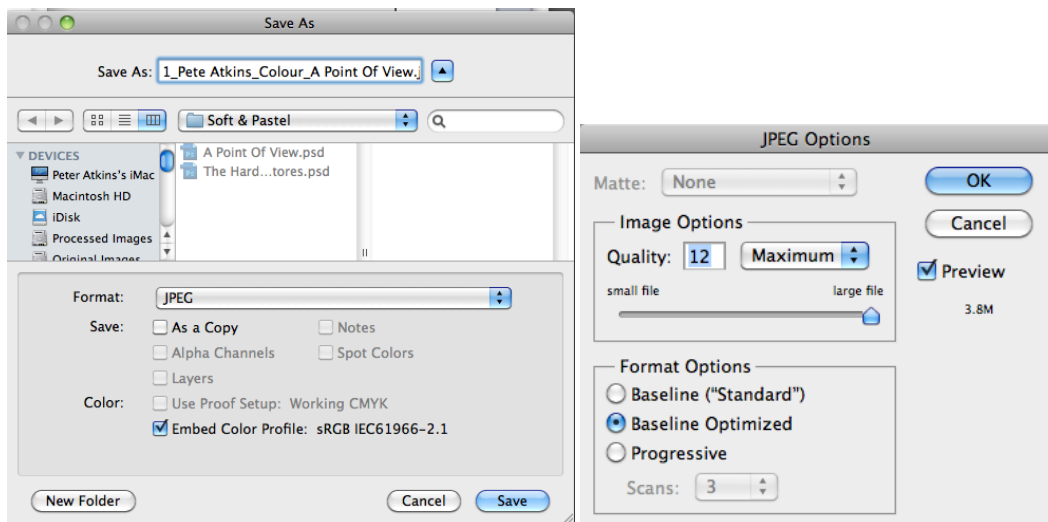 Save As
Save As: 1_Pete Atkins_Colour_A Point Of View.j
Soft & Pastel
DEVICES
Peter Atkins's iMac
Macintosh HD
iDisk
Processed Images
Original Images
A Point Of View.psd
The Hard...tores.psd
Format: JPEG
Save: As a Copy Notes
Alpha Channels Spot Colors
Layers
Color: Use Proof Setup: Working CMYK
Embed Color Profile: sRGB IEC61966-2.1
New Folder Cancel Save
JPEG Options
Matte: None OK
Image Options Cancel
Quality: 12 Maximum Preview
small file large file 3.8M
Format Options
Baseline ("Standard")
Baseline Optimized
Progressive
Scans: 3